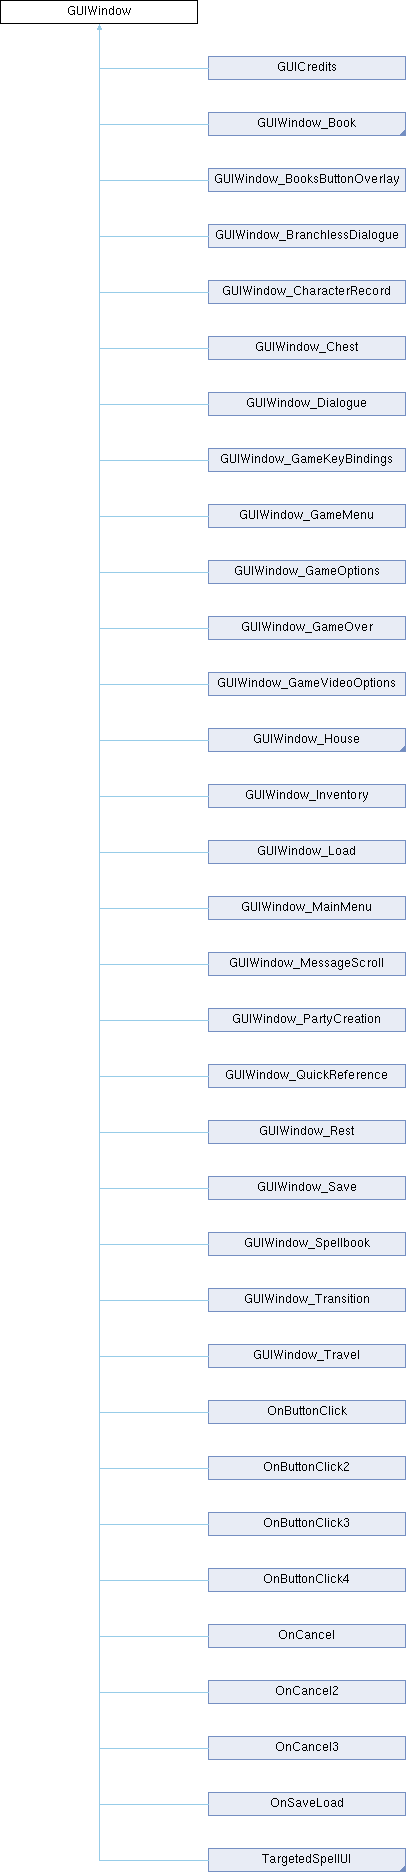 GUIWindow
GUICredits
GUIWindow_Book
GUIWindow_BooksButtonOverlay
GUIWindow_BranchlessDialogue
GUIWindow_CharacterRecord
GUIWindow_Chest
GUIWindow_Dialogue
GUIWindow_GameKeyBindings
GUIWindow_GameMenu
GUIWindow_GameOptions
GUIWindow_GameOver
GUIWindow_GameVideoOptions
GUIWindow_House
GUIWindow_Inventory
GUIWindow_Load
GUIWindow_MainMenu
GUIWindow_MessageScroll
GUIWindow_PartyCreation
GUIWindow_QuickReference
GUIWindow_Rest
GUIWindow_Save
GUIWindow_Spellbook
GUIWindow_Transition
GUIWindow_Travel
OnButtonClick
OnButtonClick2
OnButtonClick3
OnButtonClick4
OnCancel
OnCancel2
OnCancel3
OnSaveLoad
TargetedSpellUI